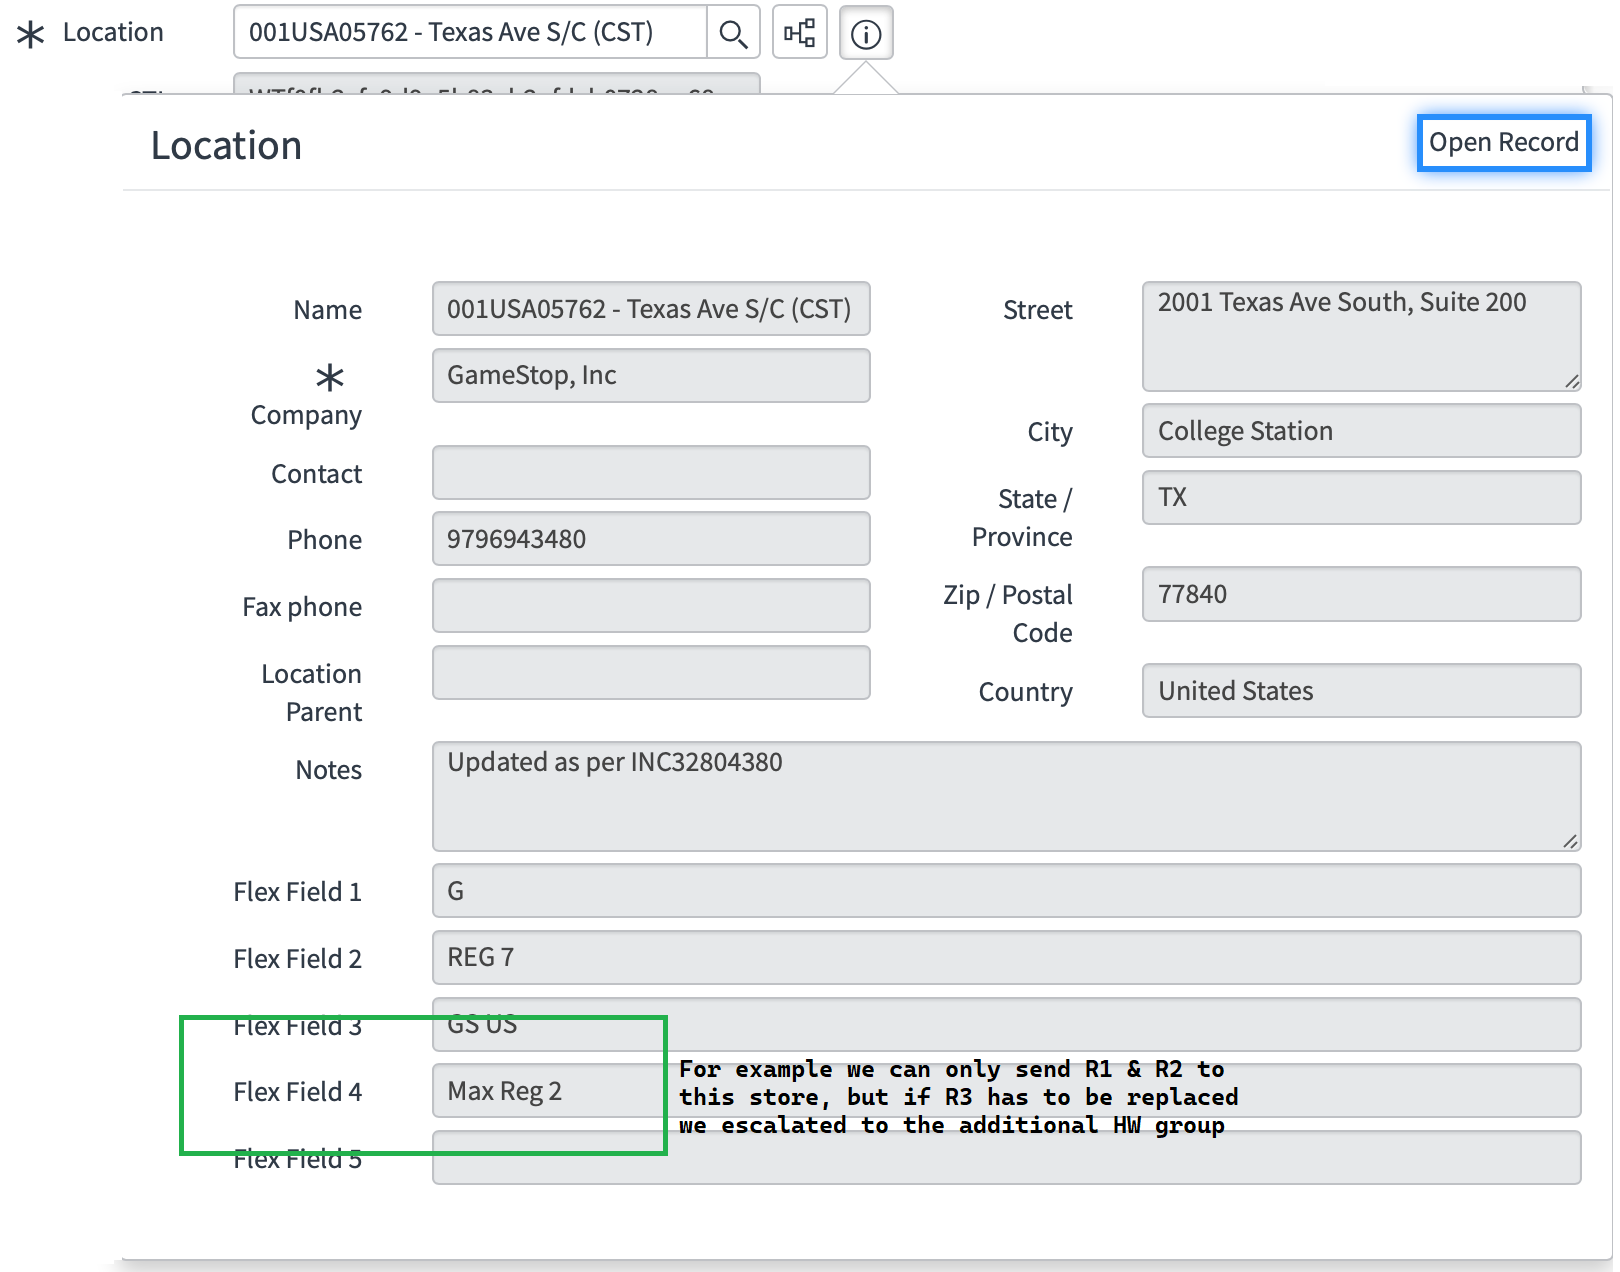 Location
001USA05762 - Texas Ave S/C (CST)
Location
Open Record
Name
001USA05762 - Texas Ave S/C (CST)
Company
GameStop, Inc
Contact
Phone
9796943480
Fax phone
Location
Parent
Street
2001 Texas Ave South, Suite 200
City
College Station
State /
Province
TX
Zip / Postal
Code
77840
Country
United States
Notes
Updated as per INC32804380
Flex Field 1
G
Flex Field 2
REG 7
Flex Field 3
GS US
Flex Field 4
Max Reg 2
For example we can only send R1 & R2 to
this store, but if R3 has to be replaced
we escalated to the additional HW group
Flex Field 5